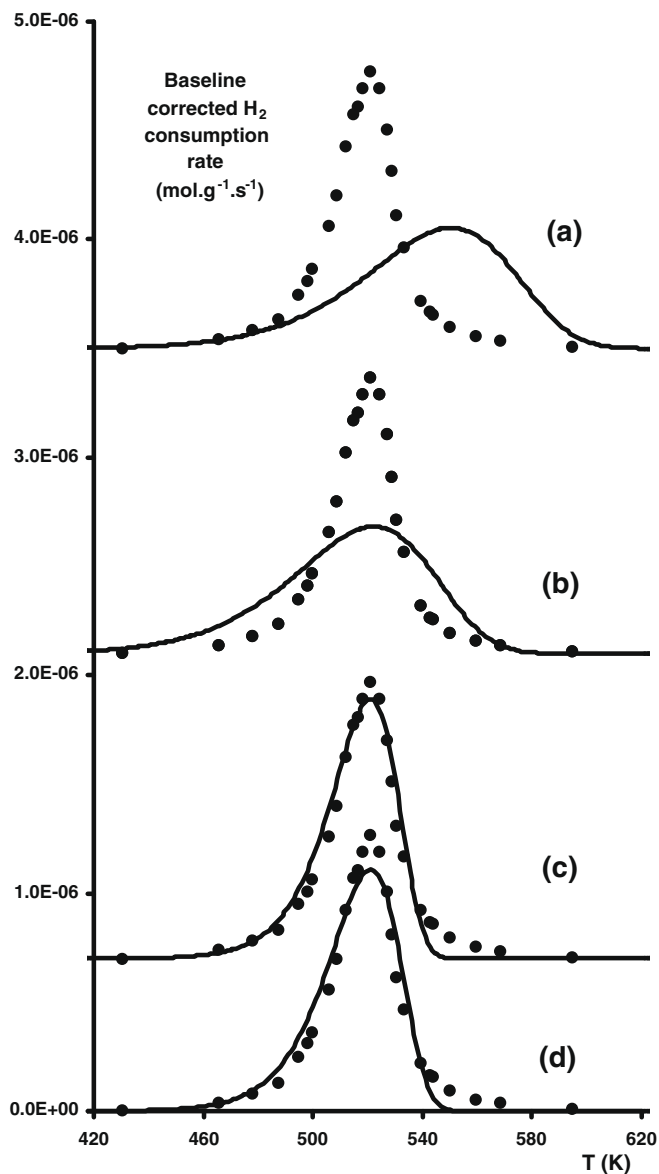 5.0E-06
Baseline
corrected H₂
consumption
rate
(mol.g⁻¹.s⁻¹)
(a)
4.0E-06
3.0E-06
(b)
2.0E-06
(c)
1.0E-06
(d)
0.0E+00
420 460 500 540 580 620
T (K)